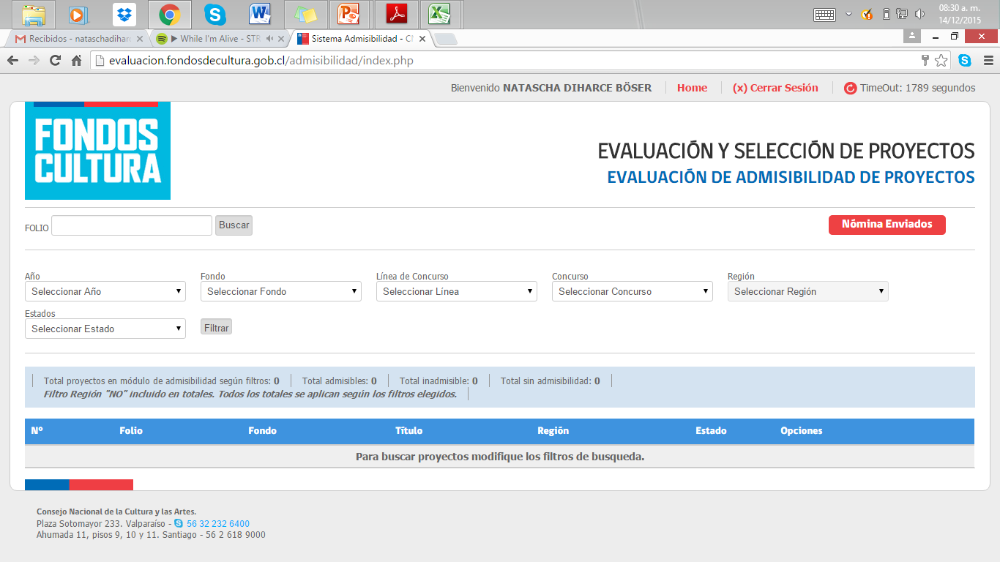 08:30 a. m.
14/12/2015
Recibidos - nataschadihar
While I'm Alive - STR
Sistema Admisibilidad - CN
evaluacion.fondosdecultura.gob.cl/admisibilidad/index.php
Bienvenido NATASCHA DIHARCE BÖSER Home (x) Cerrar Sesión TimeOut: 1789 segundos
FONDOS
CULTURA
EVALUACIÓN Y SELECCIÓN DE PROYECTOS
EVALUACIÓN DE ADMISIBILIDAD DE PROYECTOS
FOLIO Buscar Nómina Enviados
Año Fondo Línea de Concurso Concurso Región
Seleccionar Año Seleccionar Fondo Seleccionar Línea Seleccionar Concurso Seleccionar Región
Estados
Seleccionar Estado Filtrar
Total proyectos en módulo de admisibilidad según filtros: 0 Total admisibles: 0 Total inadmisible: 0 Total sin admisibilidad: 0
Filtro Región "NO" incluido en totales. Todos los totales se aplican según los filtros elegidos.
Nº Folio Fondo Título Región Estado Opciones
Para buscar proyectos modifique los filtros de busqueda.
Consejo Nacional de la Cultura y las Artes.
Plaza Sotomayor 233. Valparaíso - 56 32 232 6400
Ahumada 11, pisos 9, 10 y 11. Santiago - 56 2 618 9000